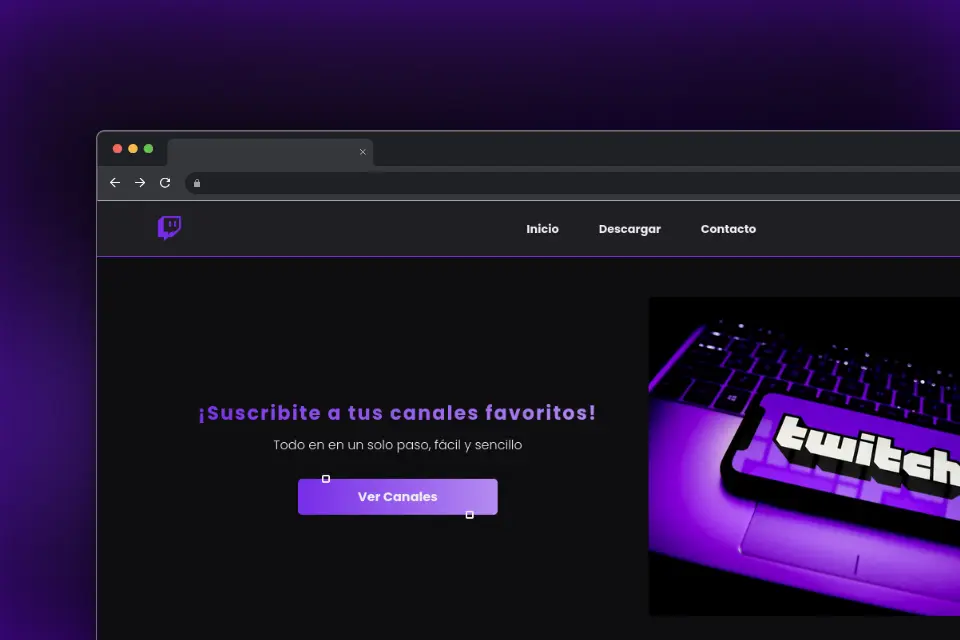 Inicio Descargar Contacto
¡Suscribite a tus canales favoritos!
Todo en en un solo paso, fácil y sencillo
Ver Canales
twitch